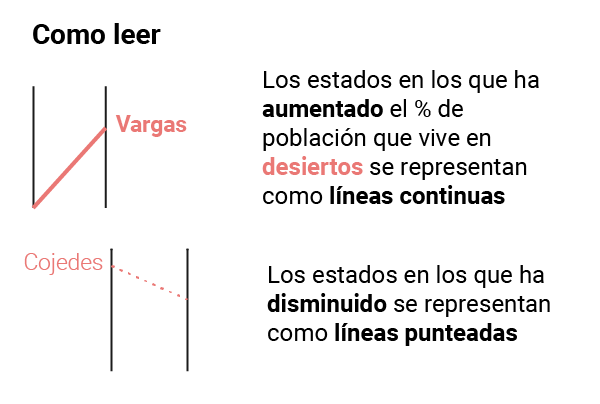 Como leer
Vargas
Los estados en los que ha
aumentado el % de
población que vive en
desiertos se representan
como líneas continuas
Cojedes
Los estados en los que ha
disminuido se representan
como líneas punteadas